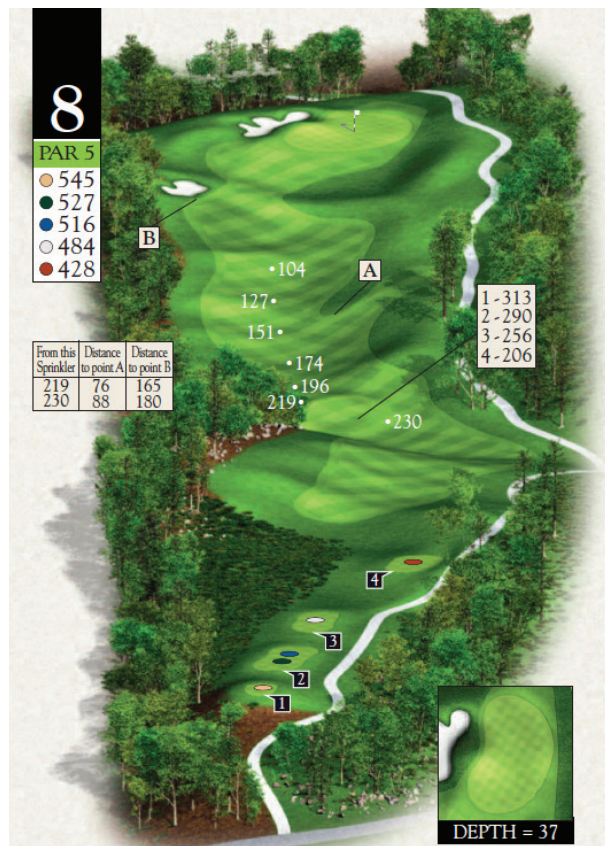 8
PAR 5
545
527
516
484
428
B
A
104
127
151
174
196
219
230
1 - 313
2 - 290
3 - 256
4 - 206
From this Distance Distance
Sprinkler to point A to point B
219 76 165
230 88 180
4
3
2
1
DEPTH = 37